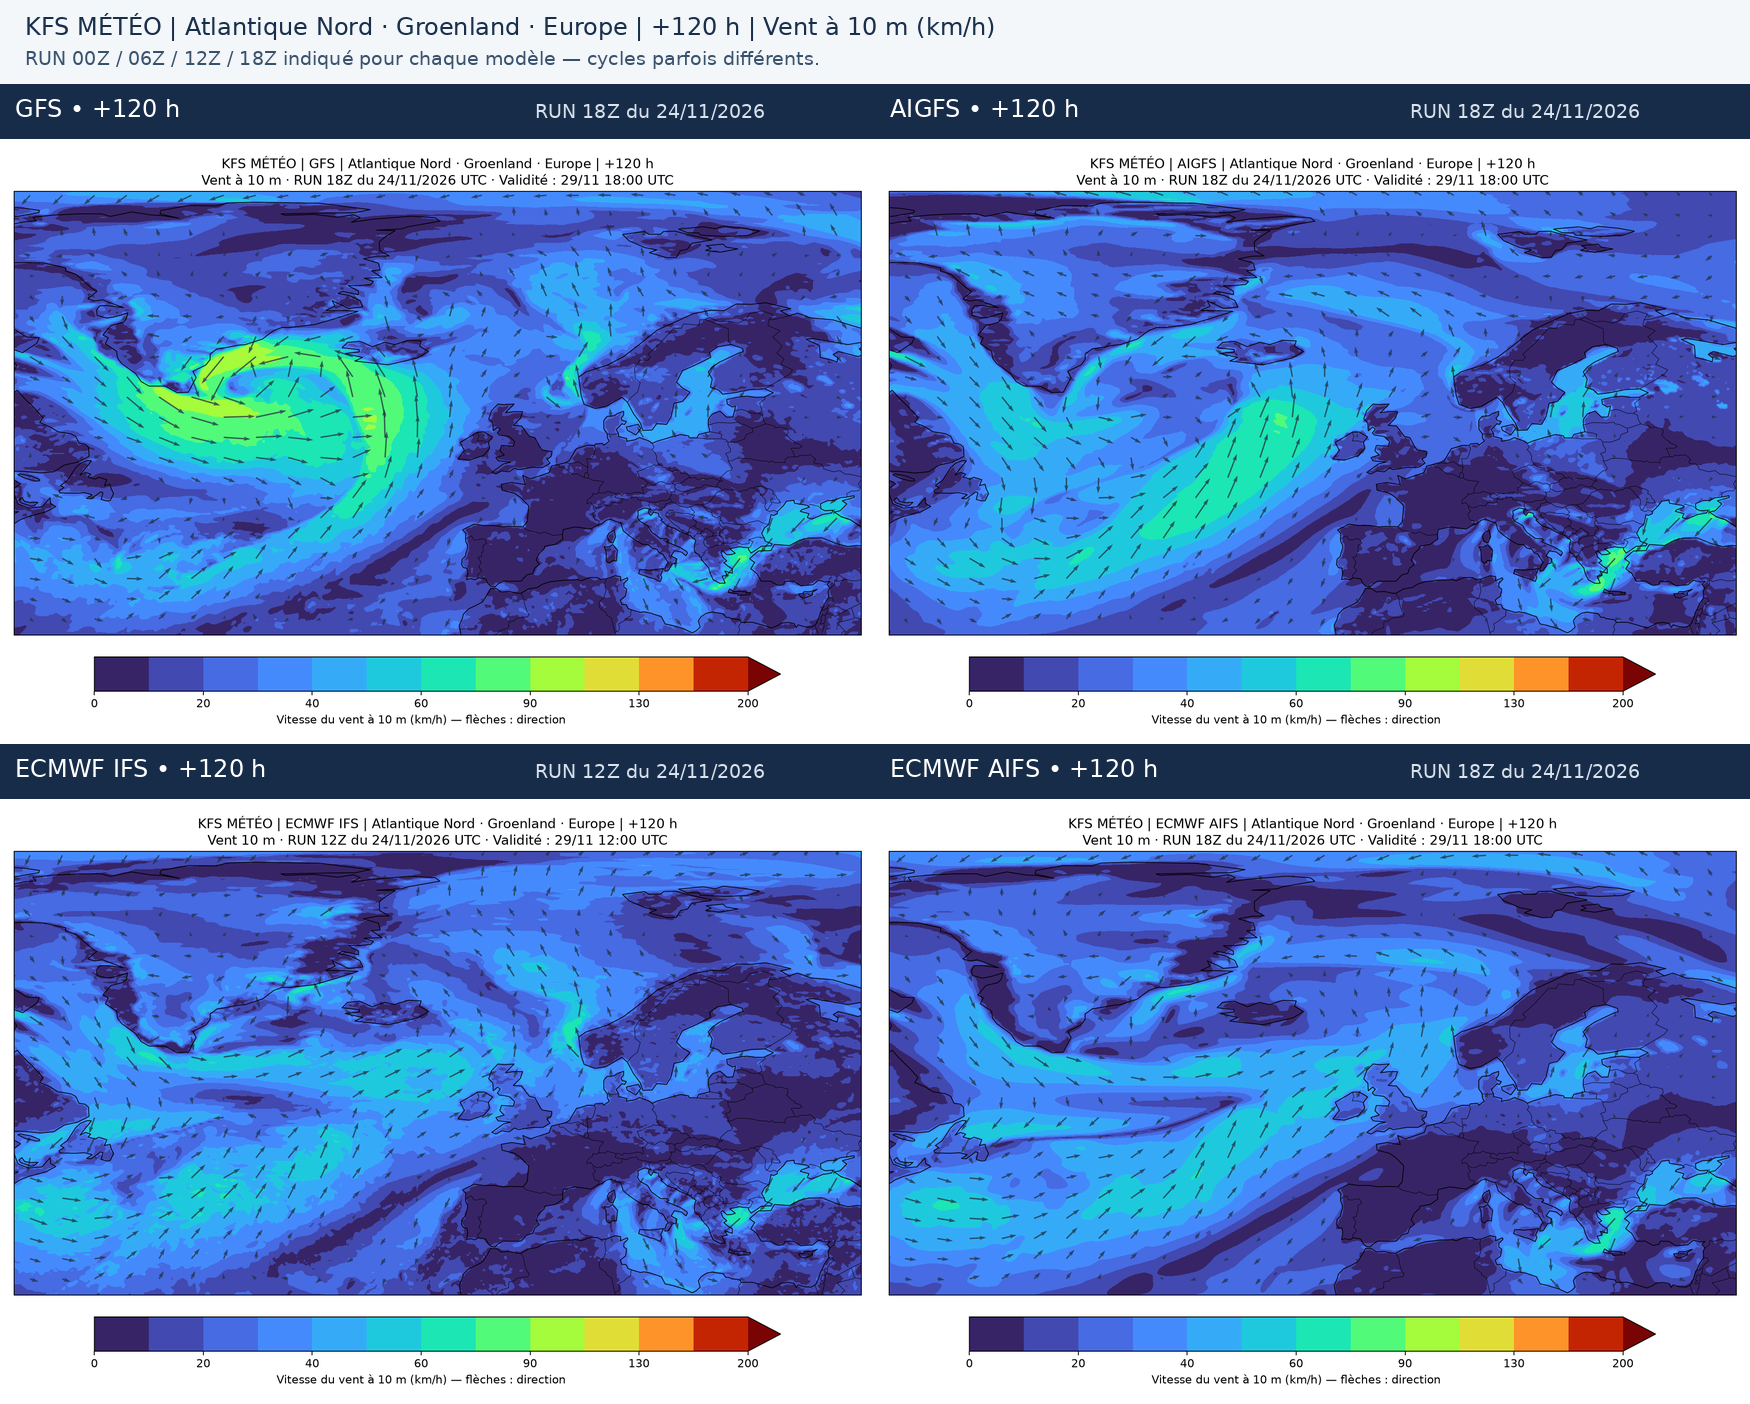 KFS MÉTÉO | Atlantique Nord · Groenland · Europe | +120 h | Vent à 10 m (km/h)
RUN 00Z / 06Z / 12Z / 18Z indiqué pour chaque modèle — cycles parfois différents.
GFS • +120 h
RUN 18Z du 24/11/2026
KFS MÉTÉO | GFS | Atlantique Nord · Groenland · Europe | +120 h
Vent à 10 m · RUN 18Z du 24/11/2026 UTC · Validité : 29/11 18:00 UTC
0 20 40 60 90 130 200
Vitesse du vent à 10 m (km/h) — flèches : direction
AIGFS • +120 h
RUN 18Z du 24/11/2026
KFS MÉTÉO | AIGFS | Atlantique Nord · Groenland · Europe | +120 h
Vent à 10 m · RUN 18Z du 24/11/2026 UTC · Validité : 29/11 18:00 UTC
0 20 40 60 90 130 200
Vitesse du vent à 10 m (km/h) — flèches : direction
ECMWF IFS • +120 h
RUN 12Z du 24/11/2026
KFS MÉTÉO | ECMWF IFS | Atlantique Nord · Groenland · Europe | +120 h
Vent 10 m · RUN 12Z du 24/11/2026 UTC · Validité : 29/11 12:00 UTC
0 20 40 60 90 130 200
Vitesse du vent à 10 m (km/h) — flèches : direction
ECMWF AIFS • +120 h
RUN 18Z du 24/11/2026
KFS MÉTÉO | ECMWF AIFS | Atlantique Nord · Groenland · Europe | +120 h
Vent 10 m · RUN 18Z du 24/11/2026 UTC · Validité : 29/11 18:00 UTC
0 20 40 60 90 130 200
Vitesse du vent à 10 m (km/h) — flèches : direction